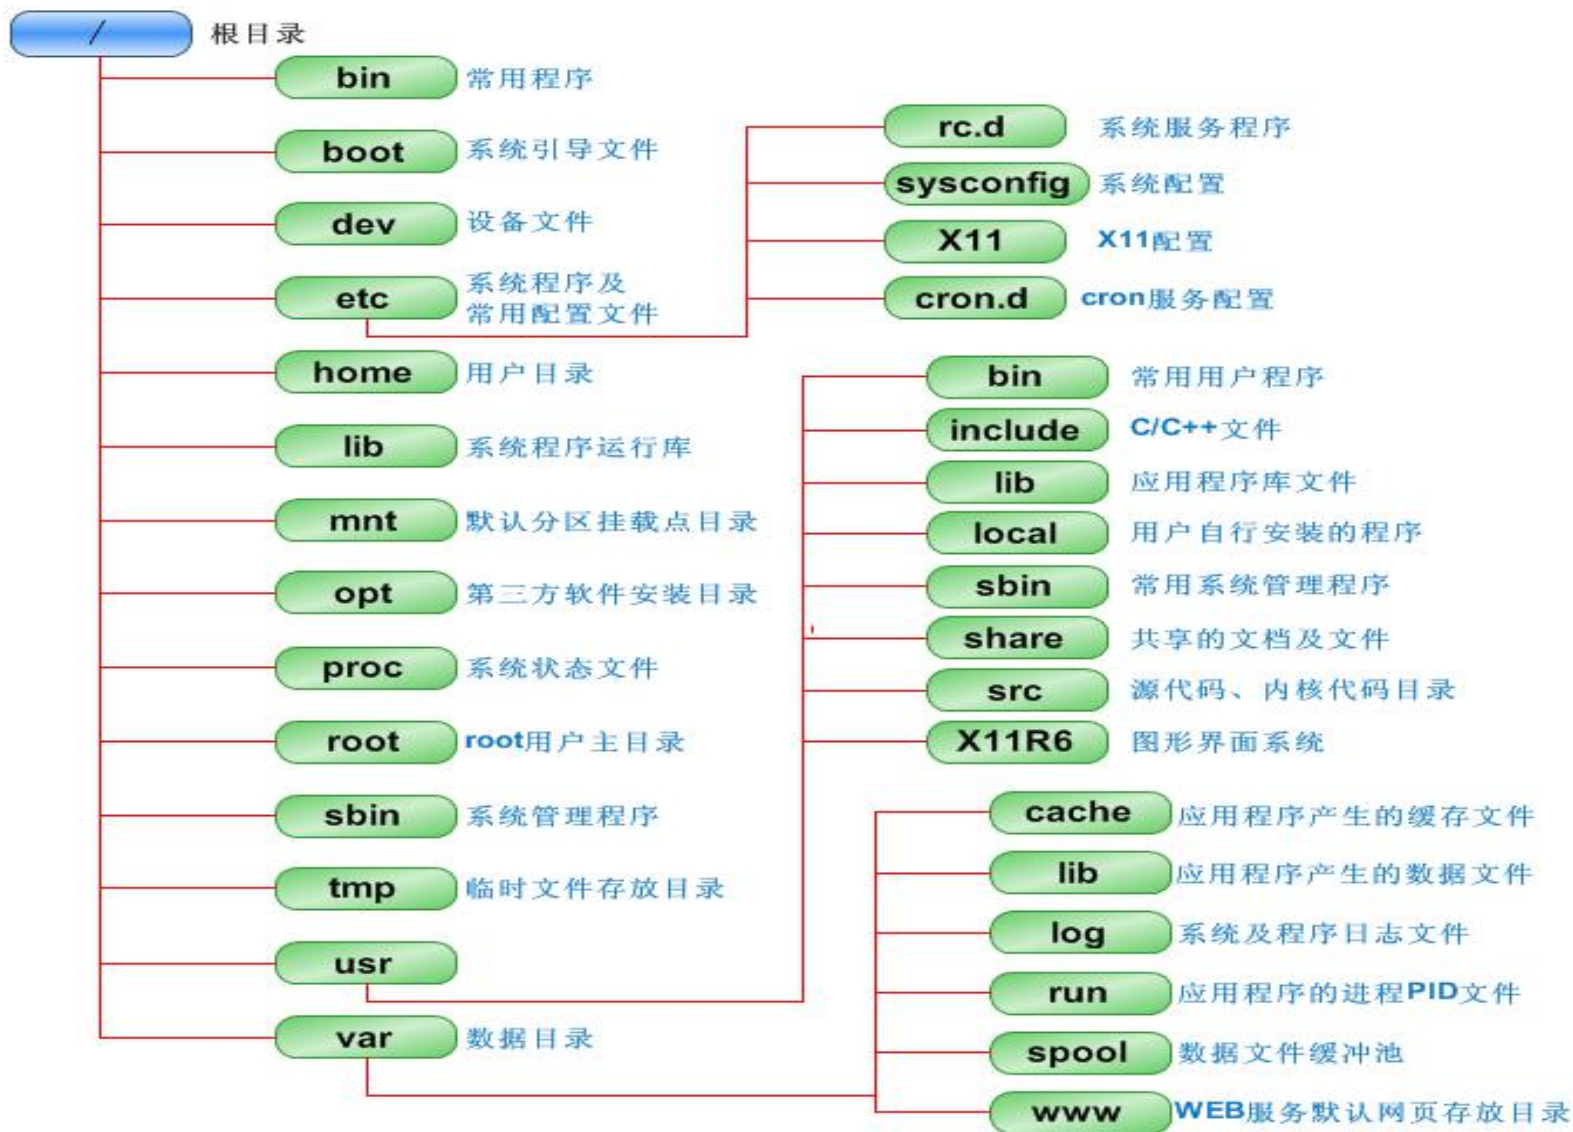 / 根目录
bin 常用程序
boot 系统引导文件
dev 设备文件
etc 系统程序及
常用配置文件
home 用户目录
lib 系统程序运行库
mnt 默认分区挂载点目录
opt 第三方软件安装目录
proc 系统状态文件
root root用户主目录
sbin 系统管理程序
tmp 临时文件存放目录
usr
var 数据目录
rc.d 系统服务程序
sysconfig 系统配置
X11 X11配置
cron.d cron服务配置
bin 常用用户程序
include C/C++文件
lib 应用程序库文件
local 用户自行安装的程序
sbin 常用系统管理程序
share 共享的文档及文件
src 源代码、内核代码目录
X11R6 图形界面系统
cache 应用程序产生的缓存文件
lib 应用程序产生的数据文件
log 系统及程序日志文件
run 应用程序的进程PID文件
spool 数据文件缓冲池
www WEB服务默认网页存放目录